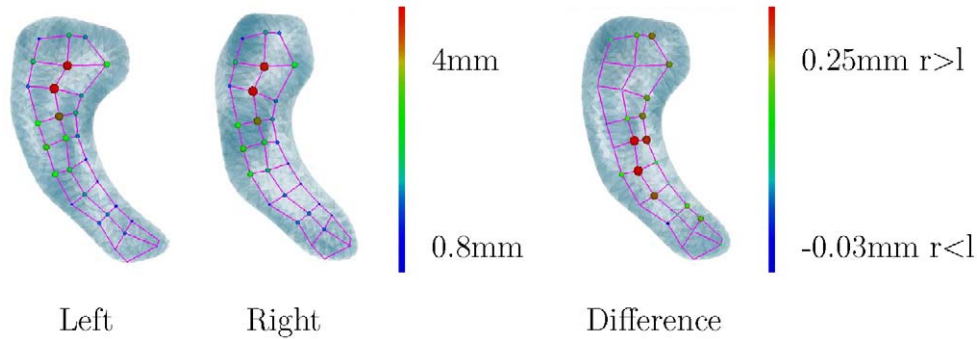 4mm
0.25mm r>l
0.8mm
-0.03mm r<l
Left
Right
Difference